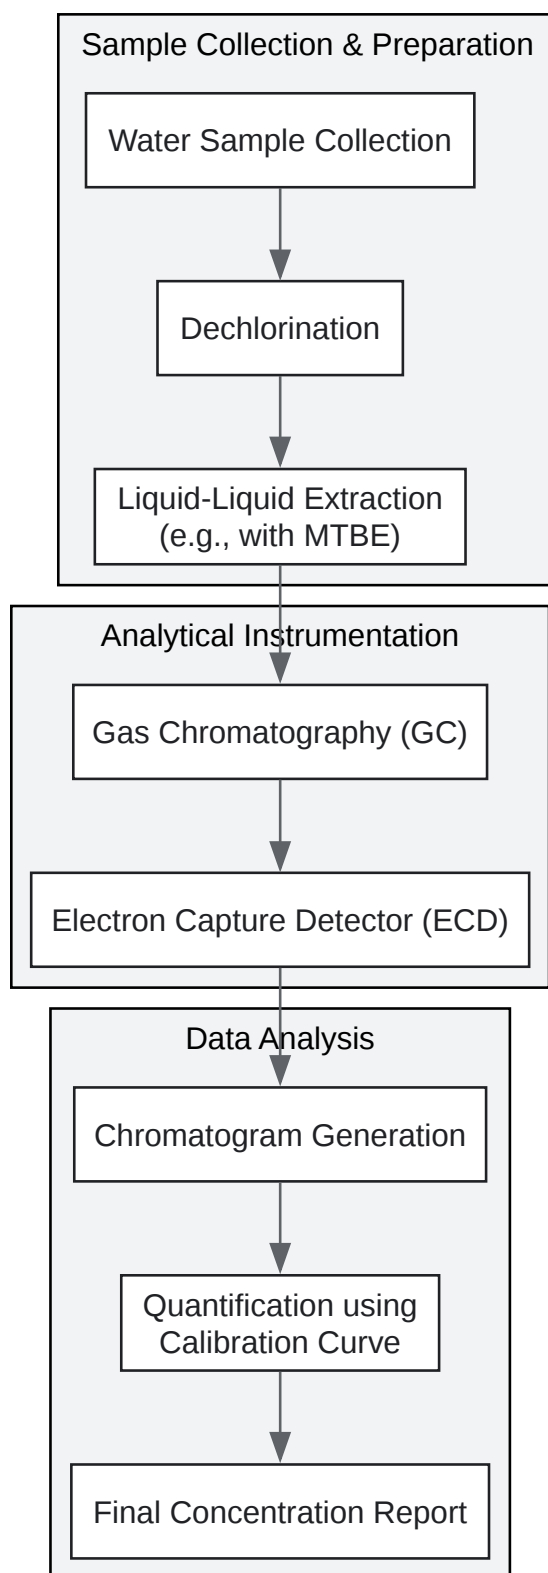 Sample Collection & Preparation
Water Sample Collection
Dechlorination
Liquid-Liquid Extraction
(e.g., with MTBE)
Analytical Instrumentation
Gas Chromatography (GC)
Electron Capture Detector (ECD)
Data Analysis
Chromatogram Generation
Quantification using
Calibration Curve
Final Concentration Report